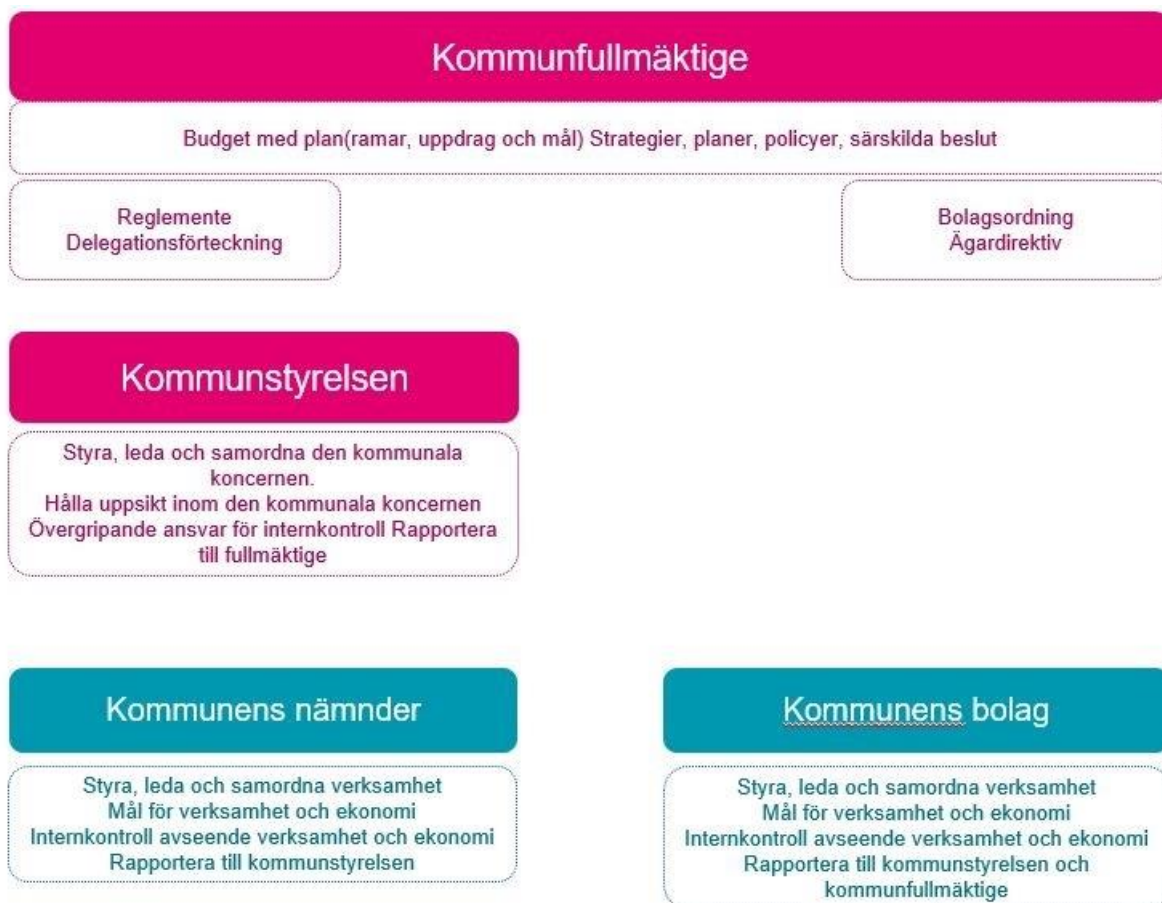 Kommunfullmäktige
Budget med plan(ramar, uppdrag och mål) Strategier, planer, policyer, särskilda beslut
Reglemente
Delegationsförteckning
Bolagsordning
Ägardirektiv
Kommunstyrelsen
Styra, leda och samordna den kommunala
koncernen.
Hålla uppsikt inom den kommunala koncernen
Övergripande ansvar för internkontroll Rapportera
till fullmäktige
Kommunens nämnder
Styra, leda och samordna verksamhet
Mål för verksamhet och ekonomi
Internkontroll avseende verksamhet och ekonomi
Rapportera till kommunstyrelsen
Kommunens bolag
Styra, leda och samordna verksamhet
Mål för verksamhet och ekonomi
Internkontroll avseende verksamhet och ekonomi
Rapportera till kommunstyrelsen och
kommunfullmäktige